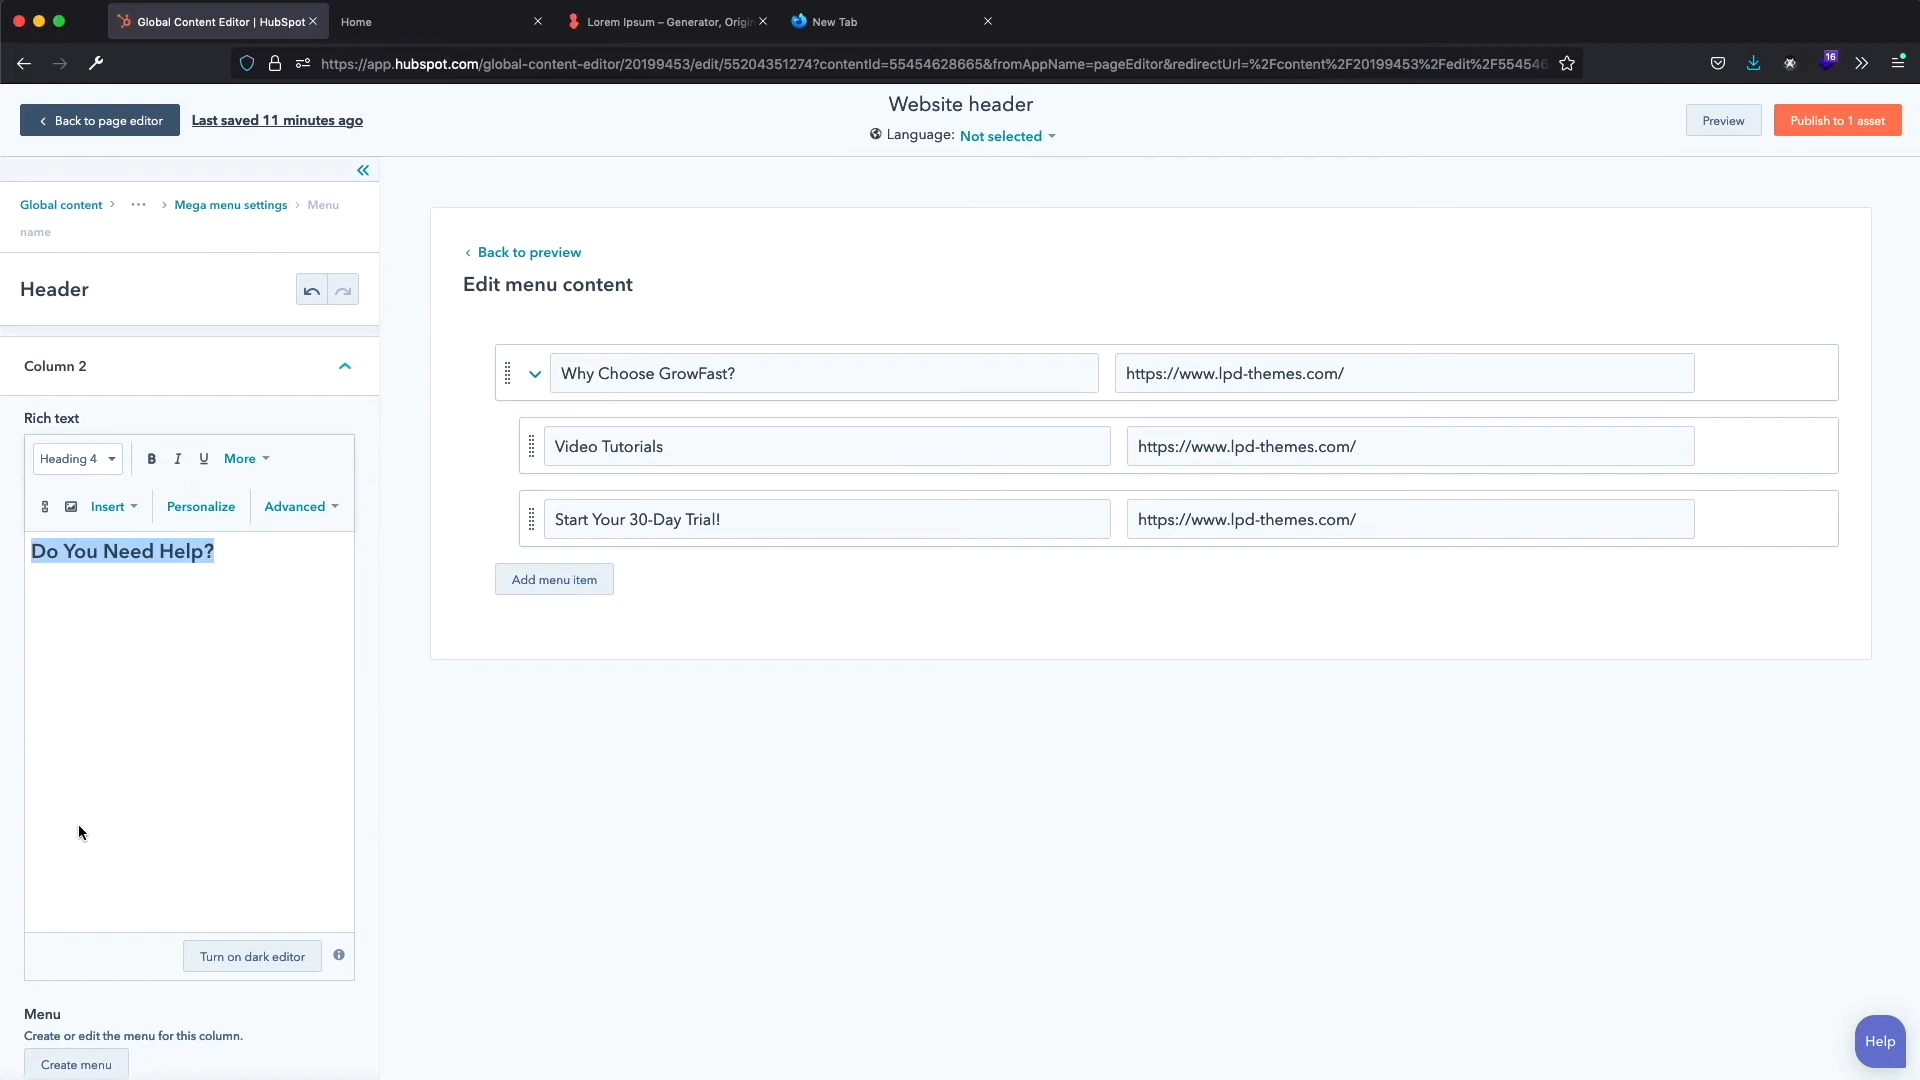 Global Content Editor | HubSpot
Home
Lorem Ipsum – Generator, Origin
New Tab
https://app.hubspot.com/global-content-editor/20199453/edit/55204351274?contentId=55454628665&fromAppName=pageEditor&redirectUrl=%2Fcontent%2F20199453%2Fedit%2F555454 6
16
Back to page editor
Last saved 11 minutes ago
Website header
Language: Not selected
Preview
Publish to 1 asset
Global content > ··· > Mega menu settings > Menu
name
Header
Column 2
Rich text
Heading 4
B I U More
Insert
Personalize
Advanced
Do You Need Help?
Turn on dark editor
Menu
Create or edit the menu for this column.
Create menu
Back to preview
Edit menu content
Why Choose GrowFast?
https://www.lpd-themes.com/
Video Tutorials
https://www.lpd-themes.com/
Start Your 30-Day Trial!
https://www.lpd-themes.com/
Add menu item
Help